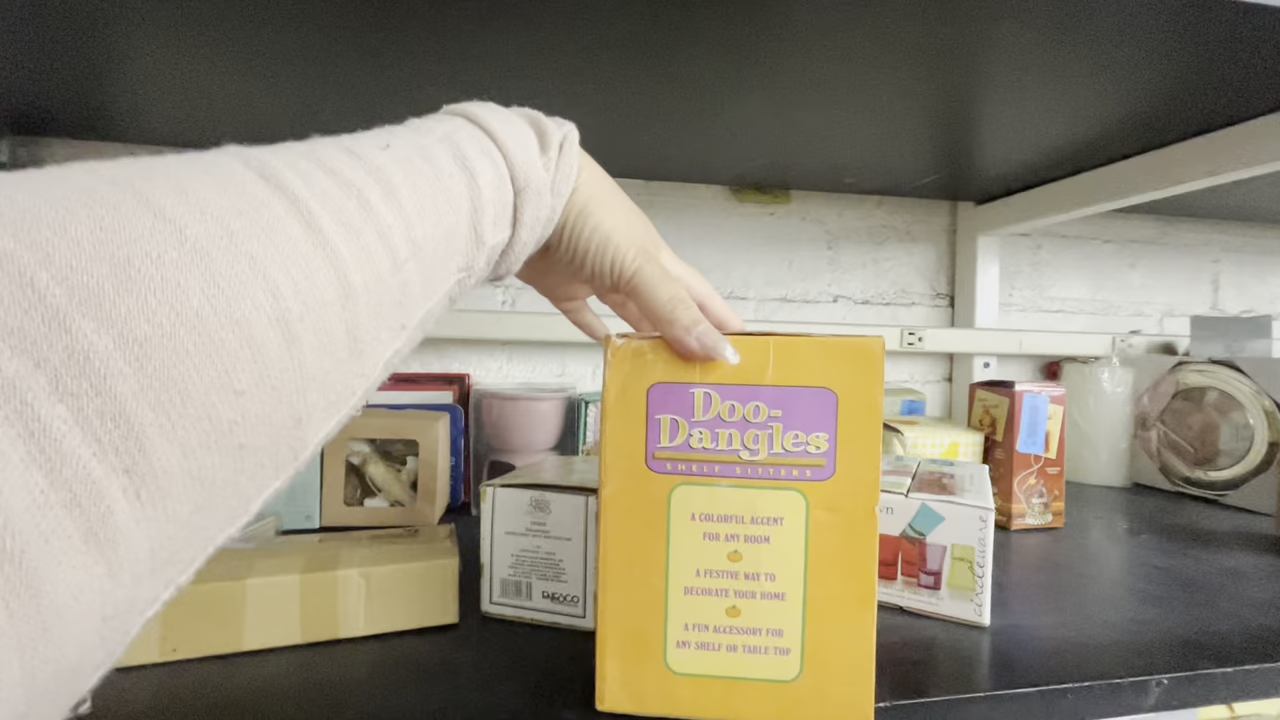 Doo-
Dangles
SHELF SITTERS
A COLORFUL ACCENT
FOR ANY ROOM
A FESTIVE WAY TO
DECORATE YOUR HOME
A FUN ACCESSORY FOR
ANY SHELF OR TABLE TOP
ENESCO
circleware